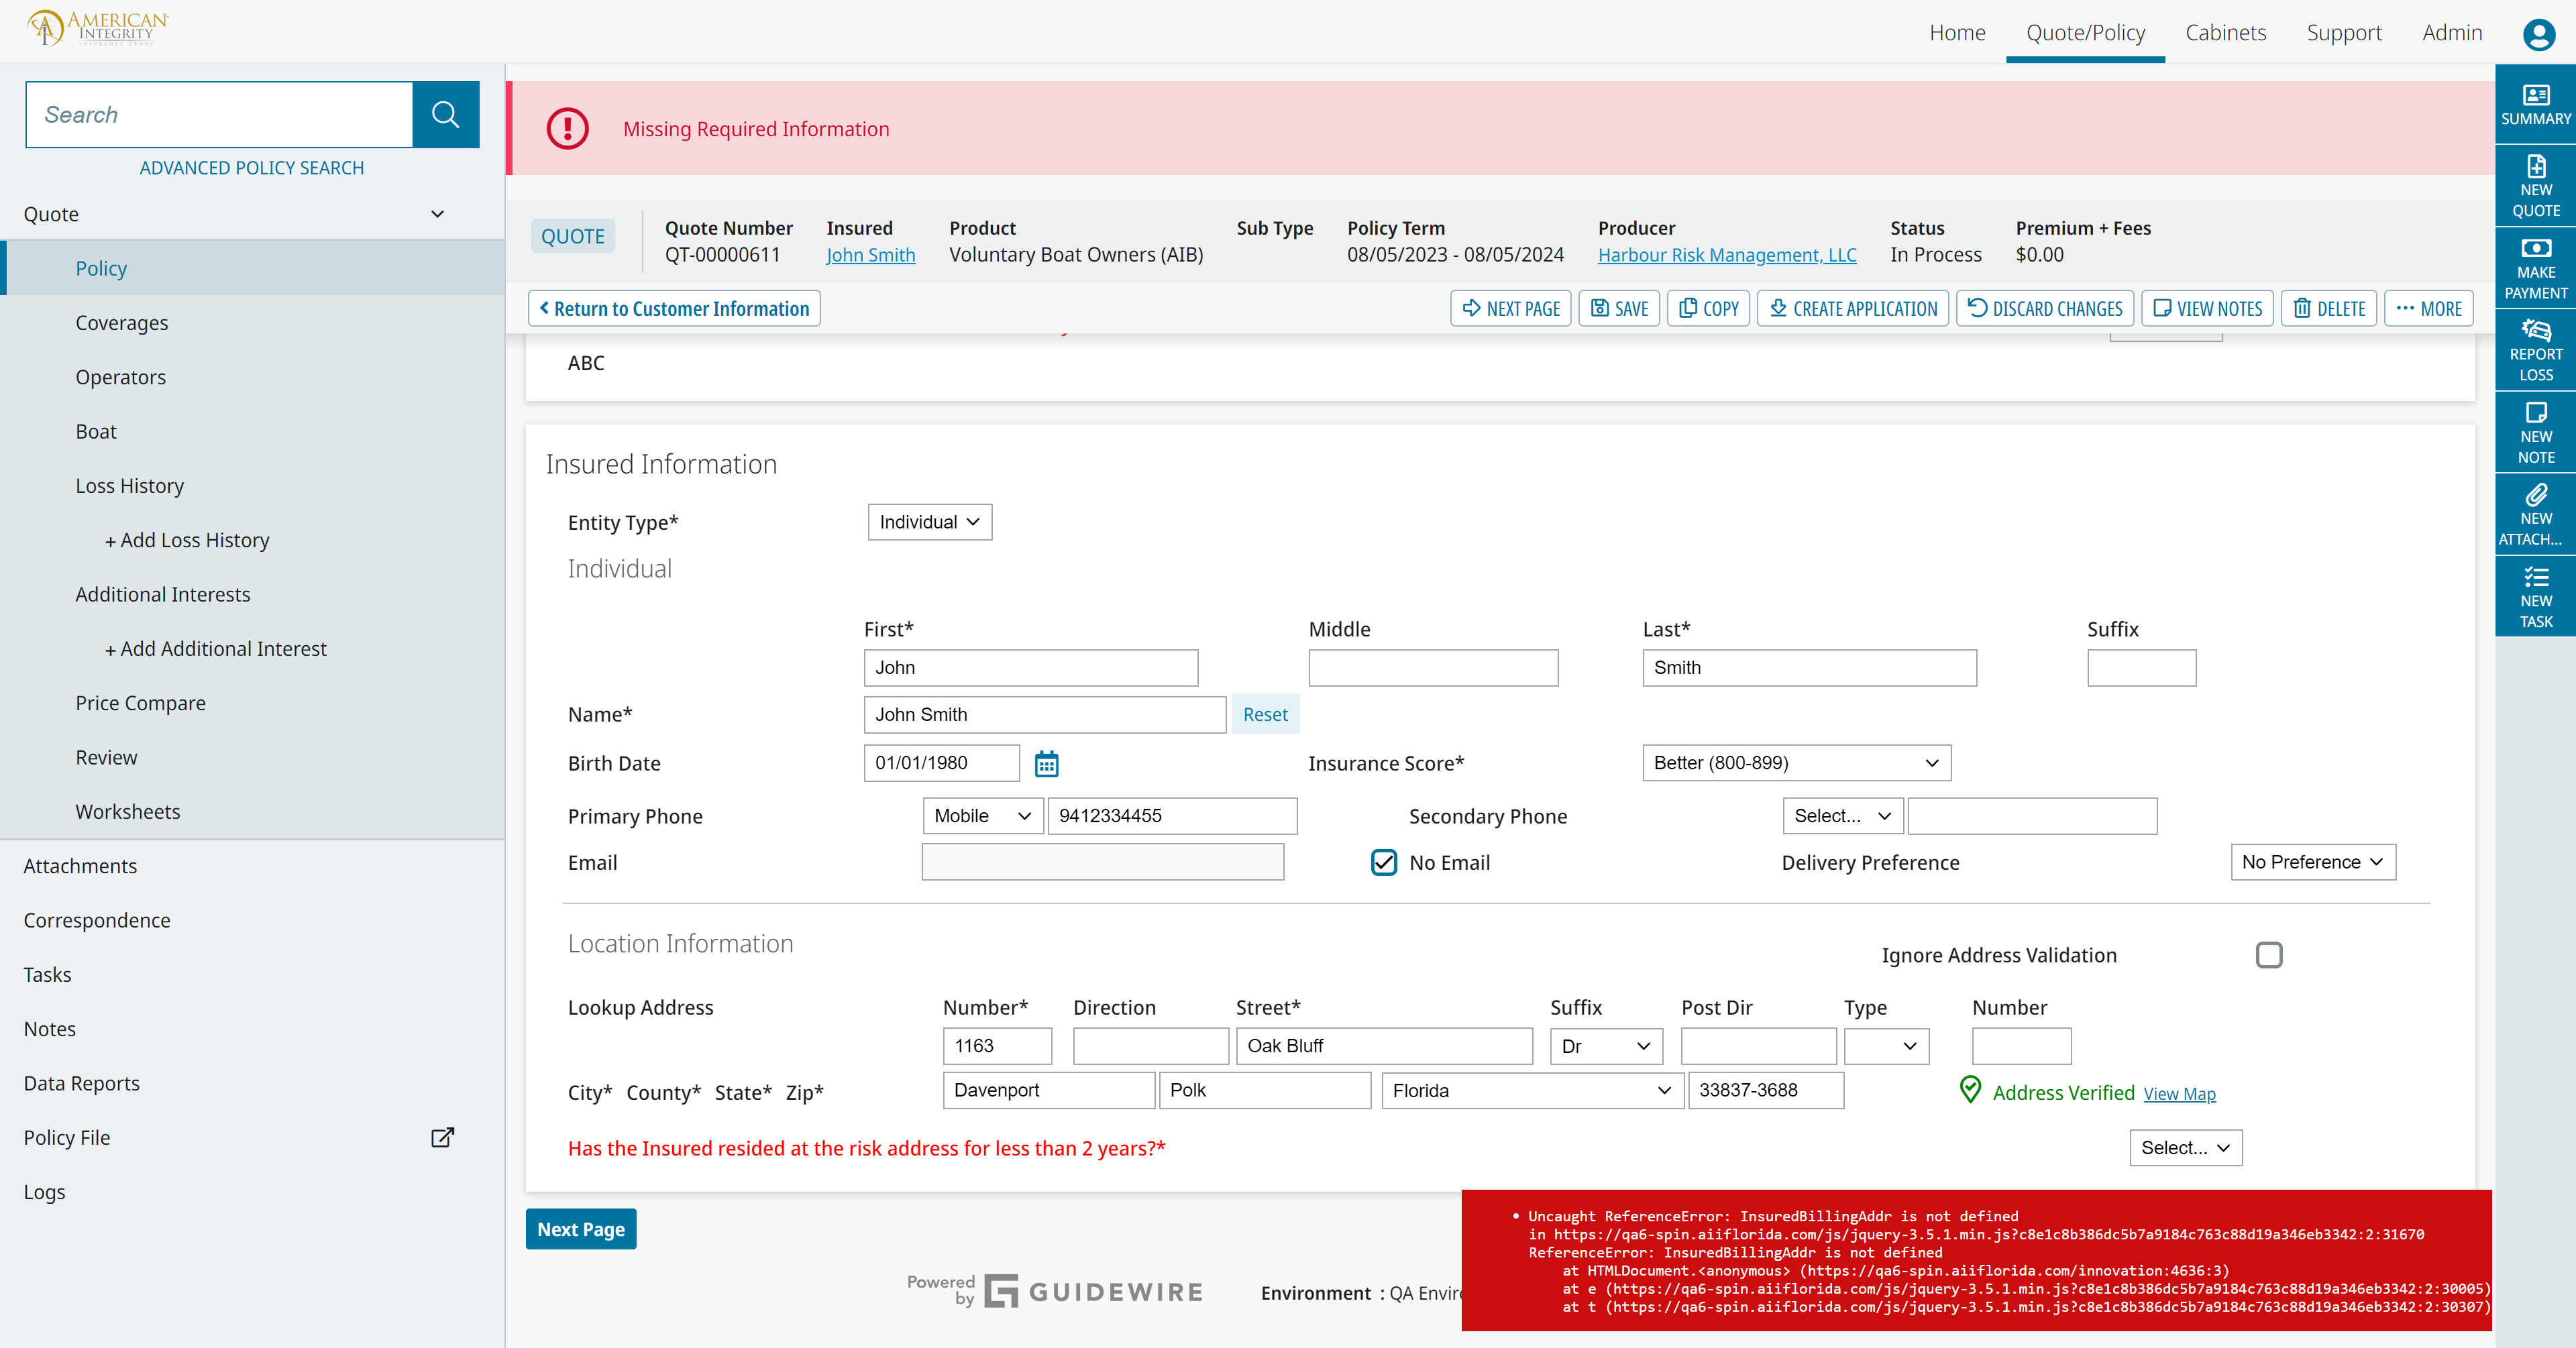 AMERICAN
INTEGRITY
INSURANCE GROUP
Home
Quote/Policy
Cabinets
Support
Admin
Search
ADVANCED POLICY SEARCH
Quote
Policy
Coverages
Operators
Boat
Loss History
+ Add Loss History
Additional Interests
+ Add Additional Interest
Price Compare
Review
Worksheets
Attachments
Correspondence
Tasks
Notes
Data Reports
Policy File
Logs
Missing Required Information
QUOTE
Quote Number Insured Product Sub Type Policy Term Producer Status Premium + Fees
QT-00000611 John Smith Voluntary Boat Owners (AIB) 08/05/2023 - 08/05/2024 Harbour Risk Management, LLC In Process $0.00
Return to Customer Information
NEXT PAGE
SAVE
COPY
CREATE APPLICATION
DISCARD CHANGES
VIEW NOTES
DELETE
MORE
ABC
Insured Information
Entity Type* Individual
Individual
First* Middle Last* Suffix
John Smith
Name* John Smith Reset
Birth Date 01/01/1980 Insurance Score* Better (800-899)
Primary Phone Mobile 9412334455 Secondary Phone Select...
Email No Email Delivery Preference No Preference
Location Information
Ignore Address Validation
Lookup Address Number* Direction Street* Suffix Post Dir Type Number
1163 Oak Bluff Dr
City* County* State* Zip* Davenport Polk Florida 33837-3688 Address Verified View Map
Has the Insured resided at the risk address for less than 2 years?* Select...
Next Page
Powered by GUIDEWIRE
Environment : QA Enviro
• Uncaught ReferenceError: InsuredBillingAddr is not defined
in https://qa6-spin.aiiflorida.com/js/jquery-3.5.1.min.js?c8e1c8b386dc5b7a9184c763c88d19a346eb3342:2:31670
ReferenceError: InsuredBillingAddr is not defined
at HTMLDocument.<anonymous> (https://qa6-spin.aiiflorida.com/innovation:4636:3)
at e (https://qa6-spin.aiiflorida.com/js/jquery-3.5.1.min.js?c8e1c8b386dc5b7a9184c763c88d19a346eb3342:2:30005)
at t (https://qa6-spin.aiiflorida.com/js/jquery-3.5.1.min.js?c8e1c8b386dc5b7a9184c763c88d19a346eb3342:2:30307)
SUMMARY
NEW
QUOTE
MAKE
PAYMENT
REPORT
LOSS
NEW
NOTE
NEW
ATTACH...
NEW
TASK